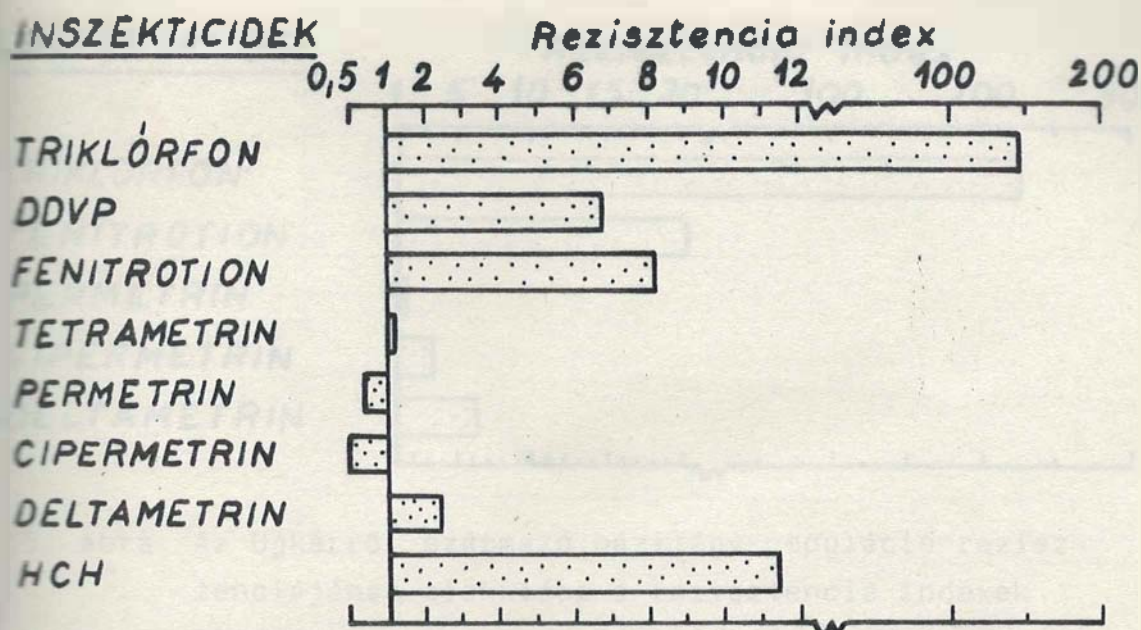 INSZEKTICIDEK Rezisztencia index
0,5 1 2 4 6 8 10 12 100 200
TRIKLÓRFON
DDVP
FENITROTION
TETRAMETRIN
PERMETRIN
CIPERMETRIN
DELTAMETRIN
HCH